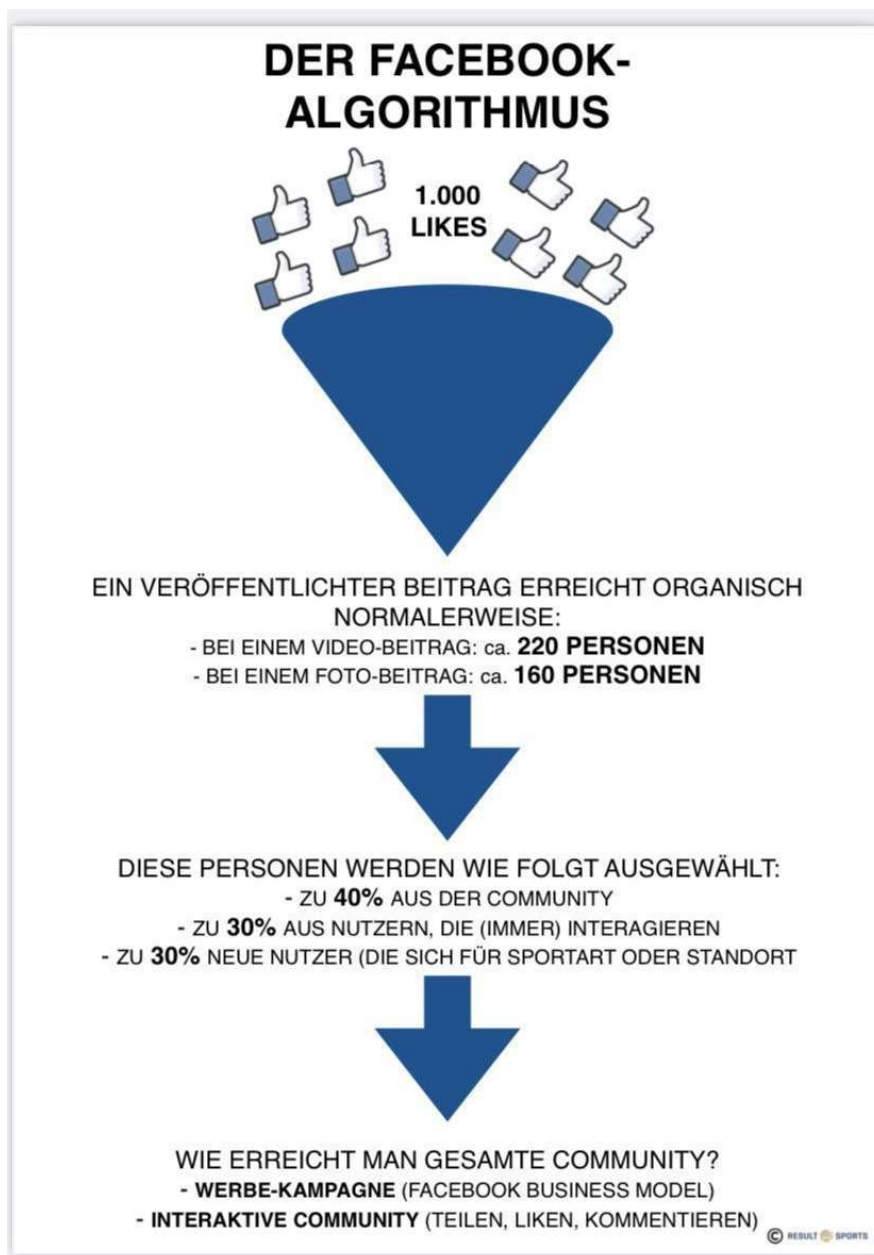 DER FACEBOOK-
ALGORITHMUS
1.000
LIKES
EIN VERÖFFENTLICHTER BEITRAG ERREICHT ORGANISCH
NORMALERWEISE:
- BEI EINEM VIDEO-BEITRAG: ca. 220 PERSONEN
- BEI EINEM FOTO-BEITRAG: ca. 160 PERSONEN
DIESE PERSONEN WERDEN WIE FOLGT AUSGEWÄHLT:
- ZU 40% AUS DER COMMUNITY
- ZU 30% AUS NUTZERN, DIE (IMMER) INTERAGIEREN
- ZU 30% NEUE NUTZER (DIE SICH FÜR SPORTART ODER STANDORT
WIE ERREICHT MAN GESAMTE COMMUNITY?
- WERBE-KAMPAGNE (FACEBOOK BUSINESS MODEL)
- INTERAKTIVE COMMUNITY (TEILEN, LIKEN, KOMMENTIEREN)
© RESULT SPORTS